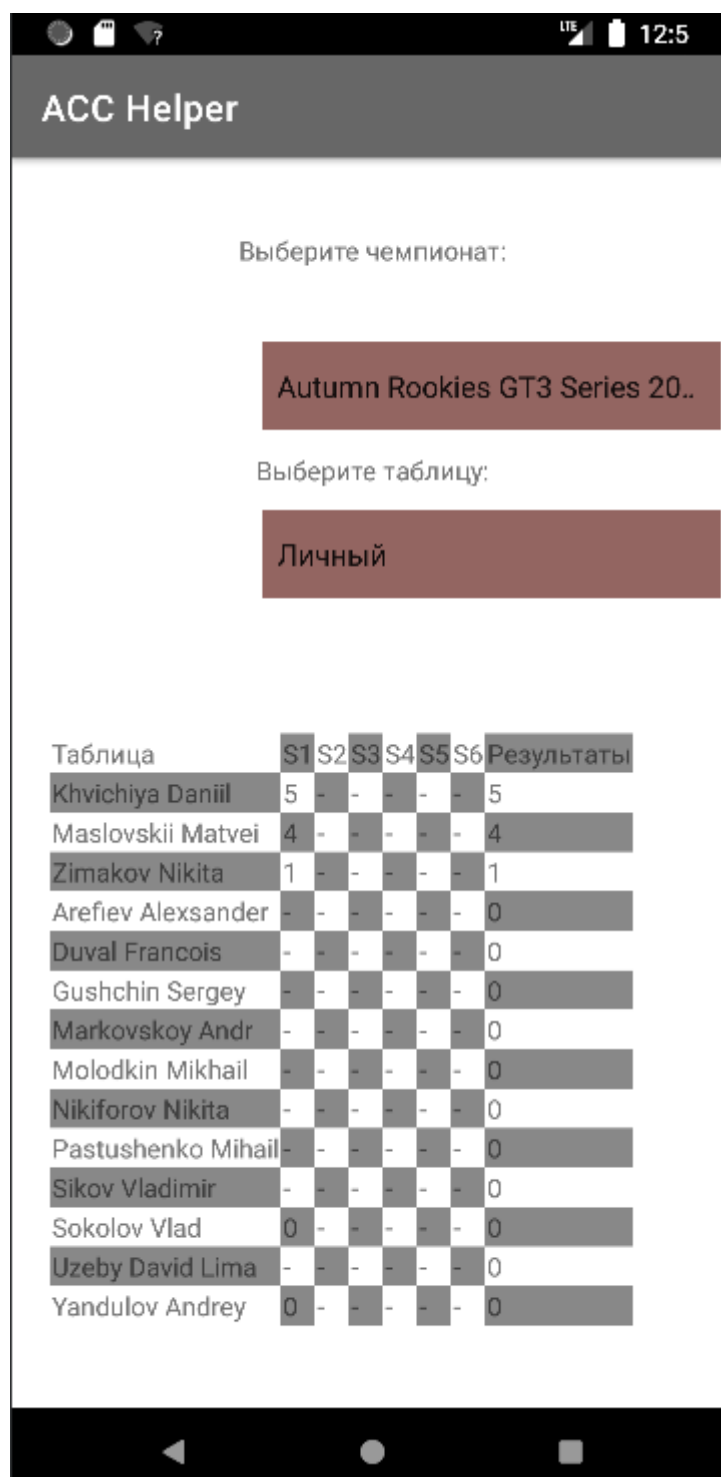 LTE 12:5
ACC Helper
Выберите чемпионат:
Autumn Rookies GT3 Series 20..
Выберите таблицу:
Личный
Таблица S1 S2 S3 S4 S5 S6 Результаты
Khvichiya Daniil 5 - - - - - 5
Maslovskii Matvei 4 - - - - - 4
Zimakov Nikita 1 - - - - - 1
Arefiev Alexsander - - - - - - 0
Duval Francois - - - - - - 0
Gushchin Sergey - - - - - - 0
Markovskoy Andr - - - - - - 0
Molodkin Mikhail - - - - - - 0
Nikiforov Nikita - - - - - - 0
Pastushenko Mihail - - - - - - 0
Sikov Vladimir - - - - - - 0
Sokolov Vlad 0 - - - - - 0
Uzeby David Lima - - - - - - 0
Yandulov Andrey 0 - - - - - 0